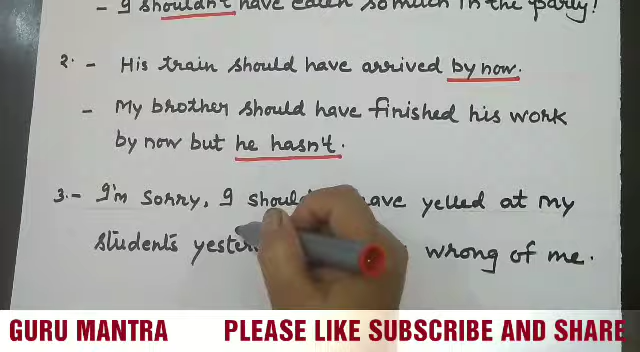 - I shouldn't have eaten so much in the party!
2. - His train should have arrived by now.
- My brother should have finished his work
by now but he hasn't.
3. - I'm sorry, I have yelled at my
students wrong of me.
GURU MANTRA PLEASE LIKE SUBSCRIBE AND SHARE